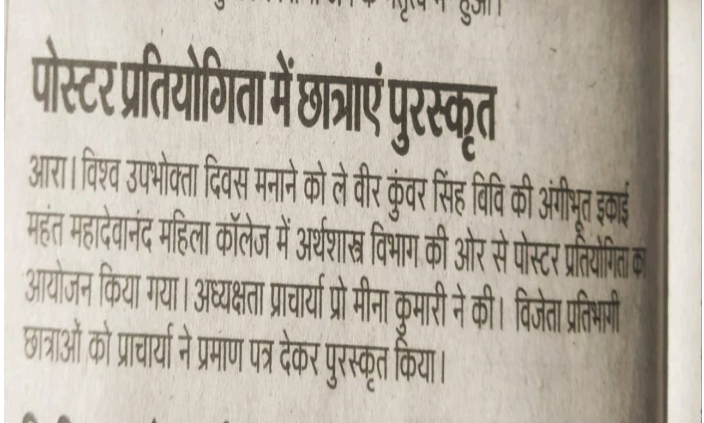 हुआ।
पोस्टर प्रतियोगिता में छात्राएं पुरस्कृत
आरा। विश्व उपभोक्ता दिवस मनाने को ले वीर कुंवर सिंह विवि की अंगीभूत इकाई
महंत महादेवानंद महिला कॉलेज में अर्थशास्त्र विभाग की ओर से पोस्टर प्रतियोगिता का
आयोजन किया गया। अध्यक्षता प्राचार्या प्रो मीना कुमारी ने की। विजेता प्रतिभागी
छात्राओं को प्राचार्या ने प्रमाण पत्र देकर पुरस्कृत किया।